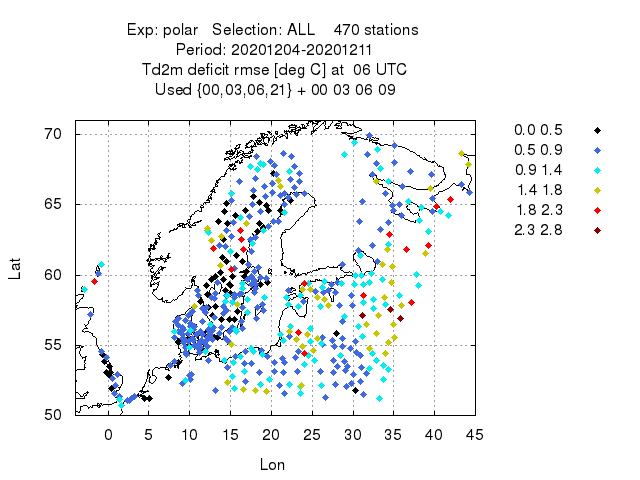 Exp: polar   Selection: ALL    470 stations
Period: 20201204-20201211
Td2m deficit rmse [deg C] at  06 UTC
Used {00,03,06,21} + 00 03 06 09
0.0 0.5
0.5 0.9
0.9 1.4
1.4 1.8
1.8 2.3
2.3 2.8
70
65
60
55
50
Lat
0 5 10 15 20 25 30 35 40 45
Lon